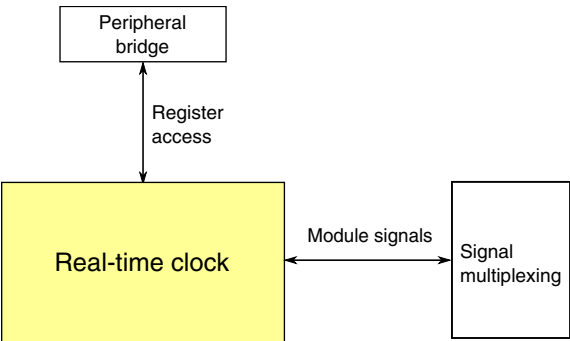 Peripheral
bridge
Register
access
Real-time clock
Module signals
Signal
multiplexing